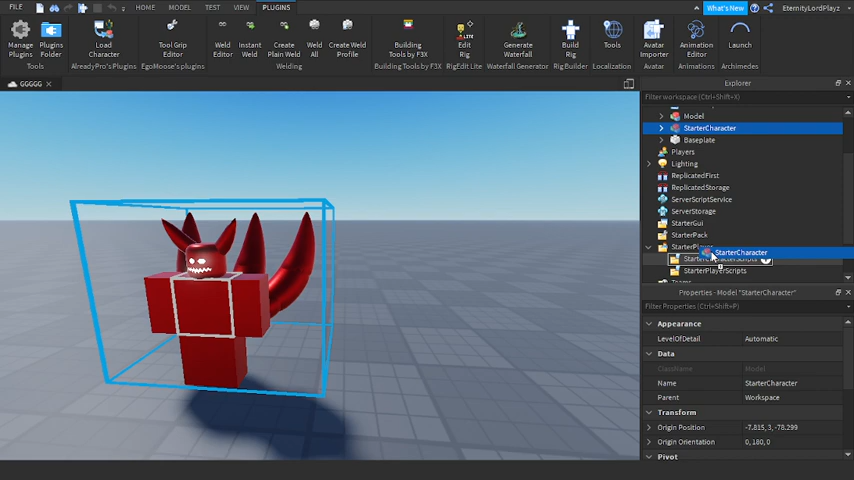 FILE
HOME
MODEL
TEST
VIEW
PLUGINS
What's New
EternityLordPlayz
Manage Plugins
Plugins Folder
Load Character
Tool Grip Editor
Weld Editor
Instant Weld
Create Plain Weld
Weld All
Create Weld Profile
Building Tools by F3X
Edit Rig
Generate Waterfall
Build Rig
Tools
Avatar Importer
Animation Editor
Launch
Tools
AlreadyPro's Plugins
EgoMoose's plugins
Welding
Building Tools by F3X
RigEdit Lite
Waterfall Generator
Rig Builder
Localization
Avatar
Animations
Archimedes
GGGGG
Explorer
Filter workspace (Ctrl+Shift+X)
Model
StarterCharacter
Baseplate
Players
Lighting
ReplicatedFirst
ReplicatedStorage
ServerScriptService
ServerStorage
StarterGui
StarterPack
StarterPlayer
StarterCharacter
StarterCharacterScripts
StarterPlayerScripts
Properties - Model "StarterCharacter"
Filter Properties (Ctrl+Shift+P)
Appearance
LevelOfDetail Automatic
Data
ClassName Model
Name StarterCharacter
Parent Workspace
Transform
Origin Position -7.815, 3, -78.299
Origin Orientation 0, 180, 0
Pivot